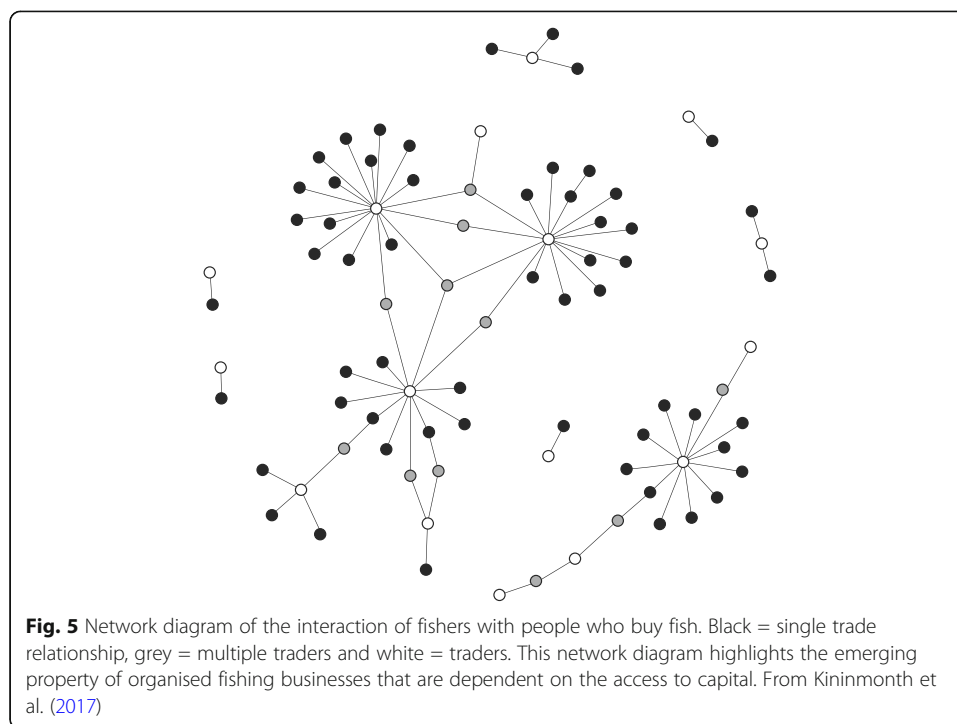 Fig. 5 Network diagram of the interaction of fishers with people who buy fish. Black = single trade
relationship, grey = multiple traders and white = traders. This network diagram highlights the emerging
property of organised fishing businesses that are dependent on the access to capital. From Kininmonth et
al. (2017)